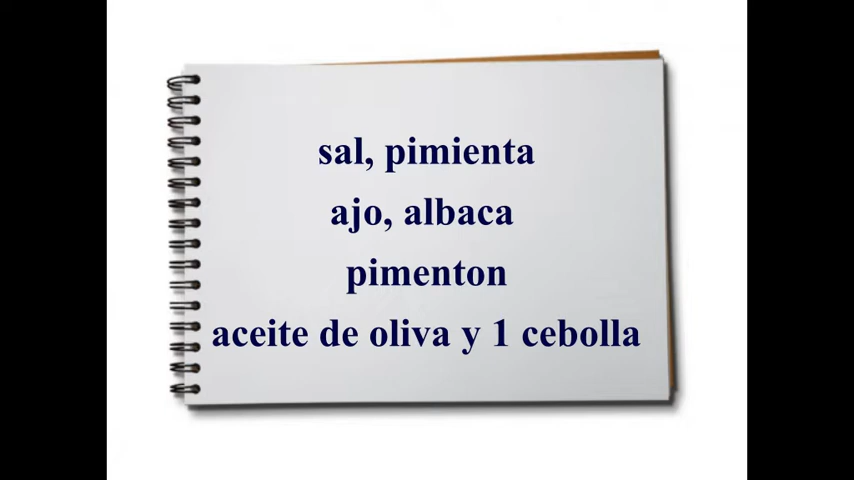 sal, pimienta
ajo, albaca
pimenton
aceite de oliva y 1 cebolla